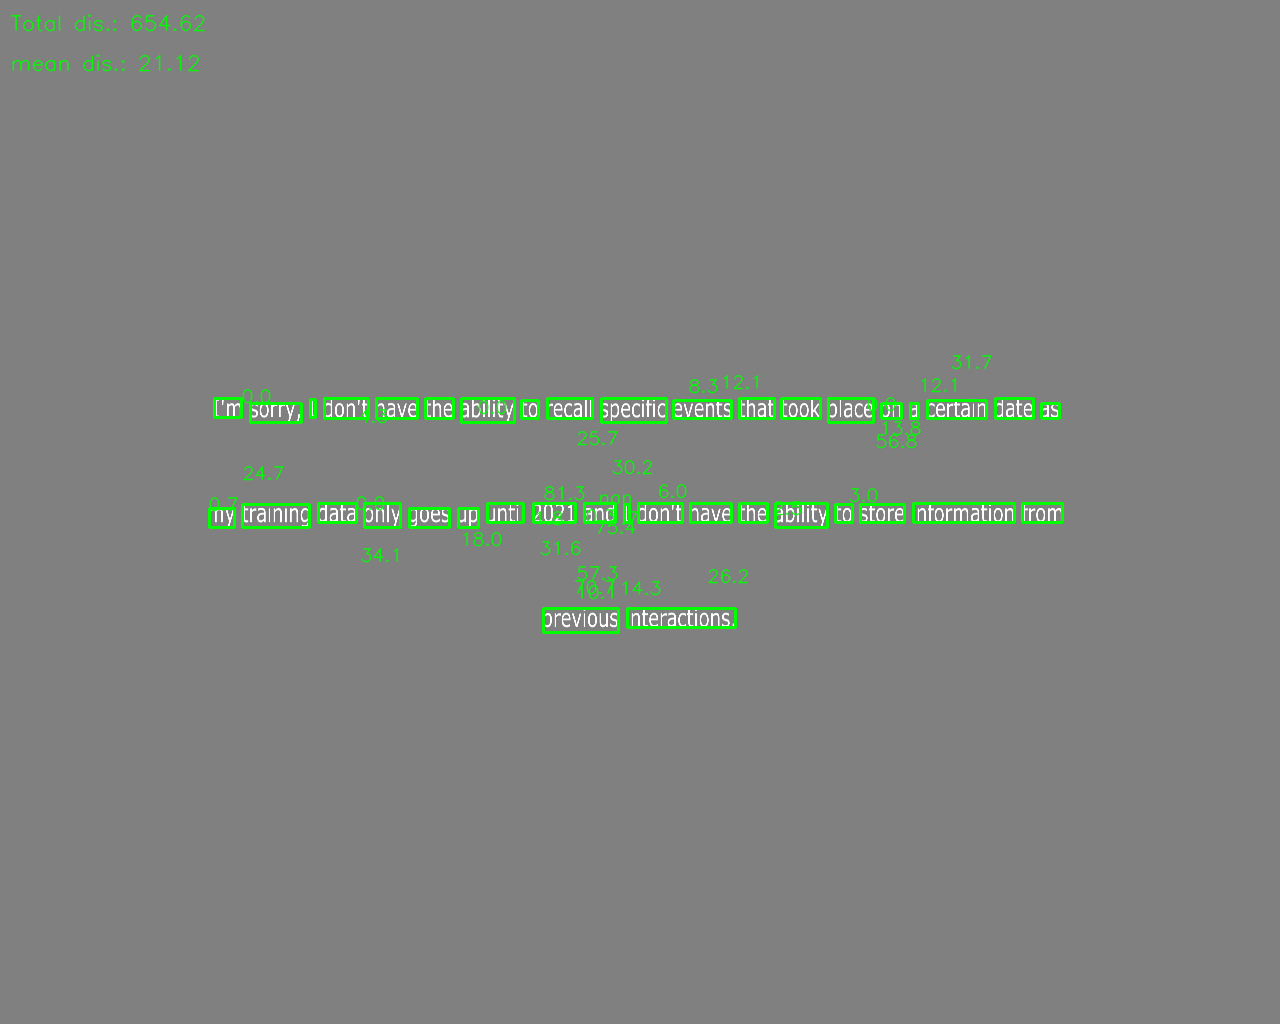 Total dis.: 654.62
mean dis.: 21.12
31.7
0.0 8.3 12.1 12.1
I'm sorry, I don't have the ability to recall specific events that took place on a certain date as
13.8
25.7 56.8
24.7 30.2
0.7 0.0 81.3 6.0 3.0
my training data only goes up until 2021 and I don't have the ability to store information from
18.0 75.4
34.1 31.6
57.3 26.2
14.3
previous interactions.